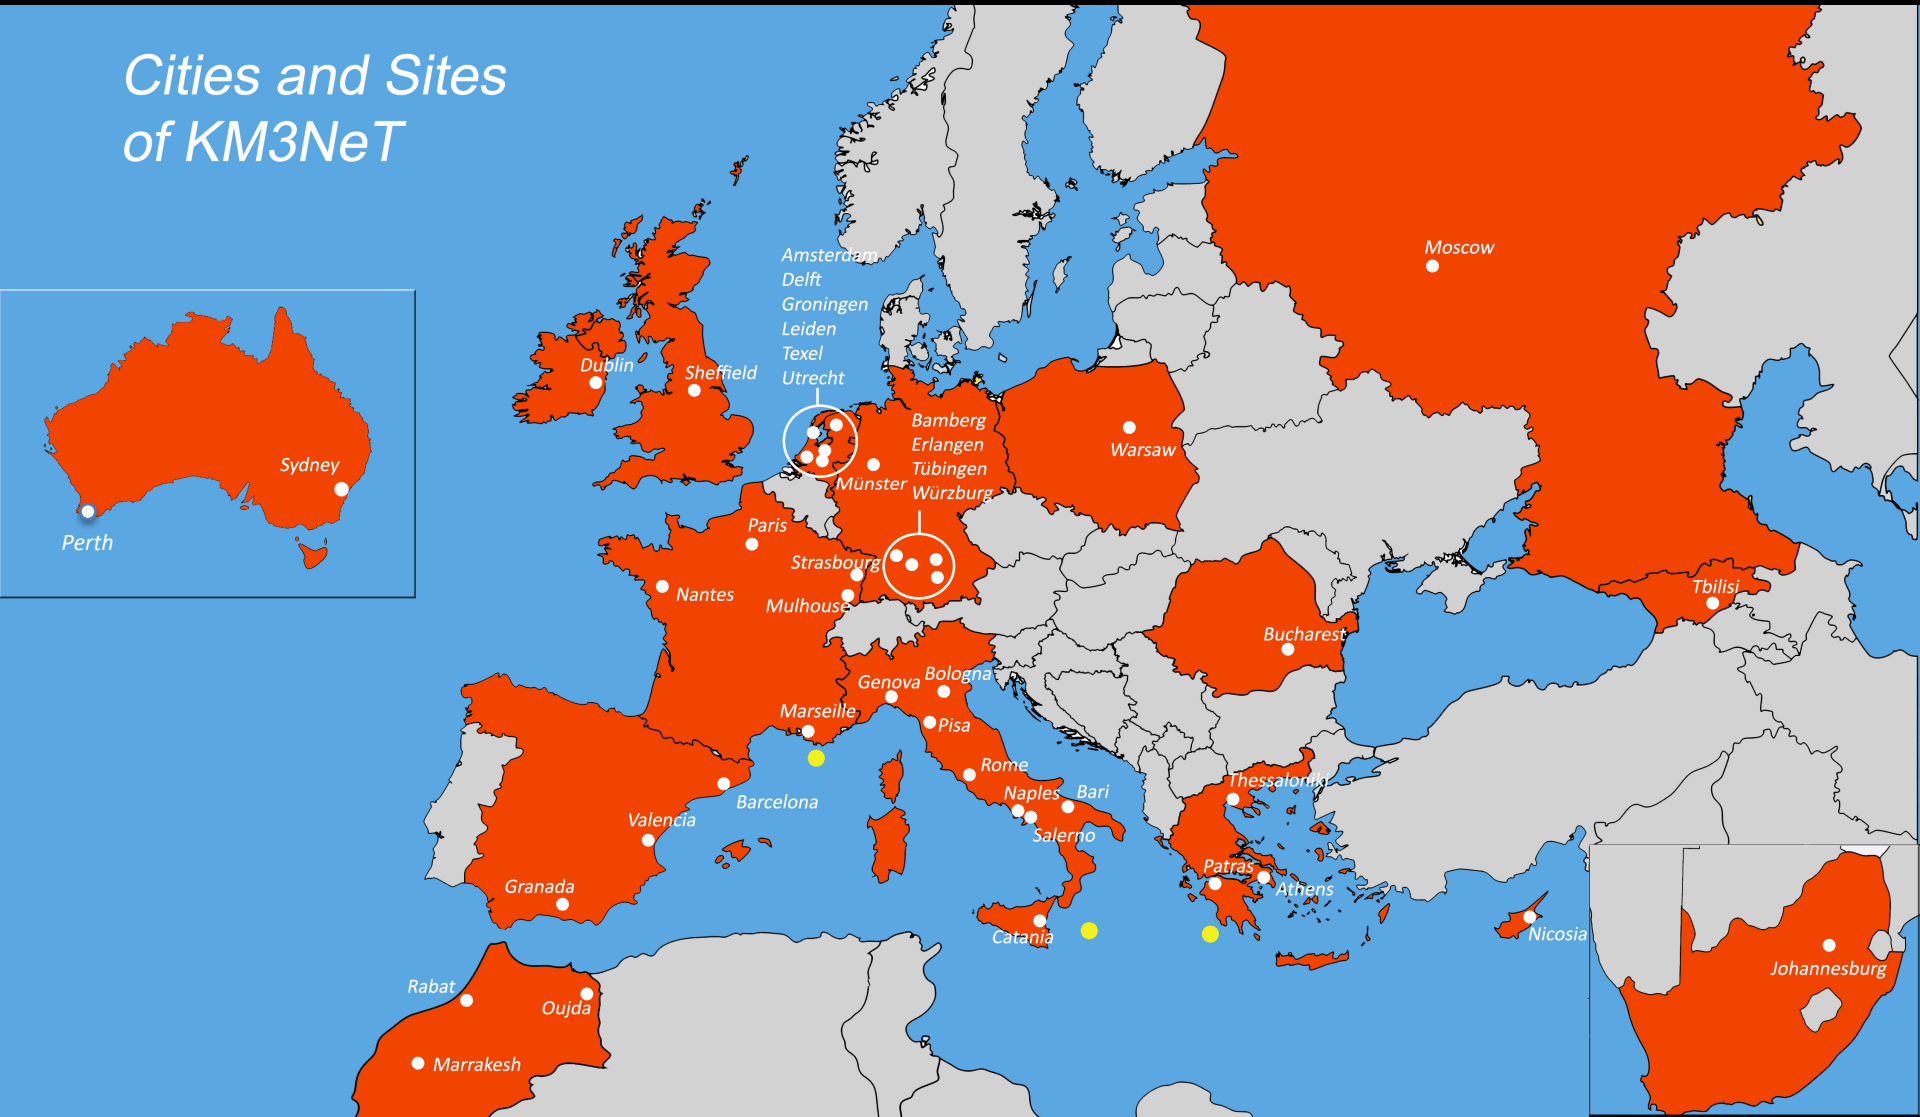 Cities and Sites
of KM3NeT
Moscow
Amsterdam
Delft
Groningen
Leiden
Texel
Utrecht
Dublin
Sheffield
Bamberg
Erlangen
Tübingen
Würzburg
Warsaw
Münster
Sydney
Perth
Paris
Strasbourg
Nantes
Mulhouse
Tbilisi
Bucharest
Genova
Bologna
Marseille
Pisa
Rome
Thessaloniki
Naples
Bari
Barcelona
Valencia
Salerno
Patras
Athens
Granada
Catania
Nicosia
Johannesburg
Rabat
Oujda
Marrakesh